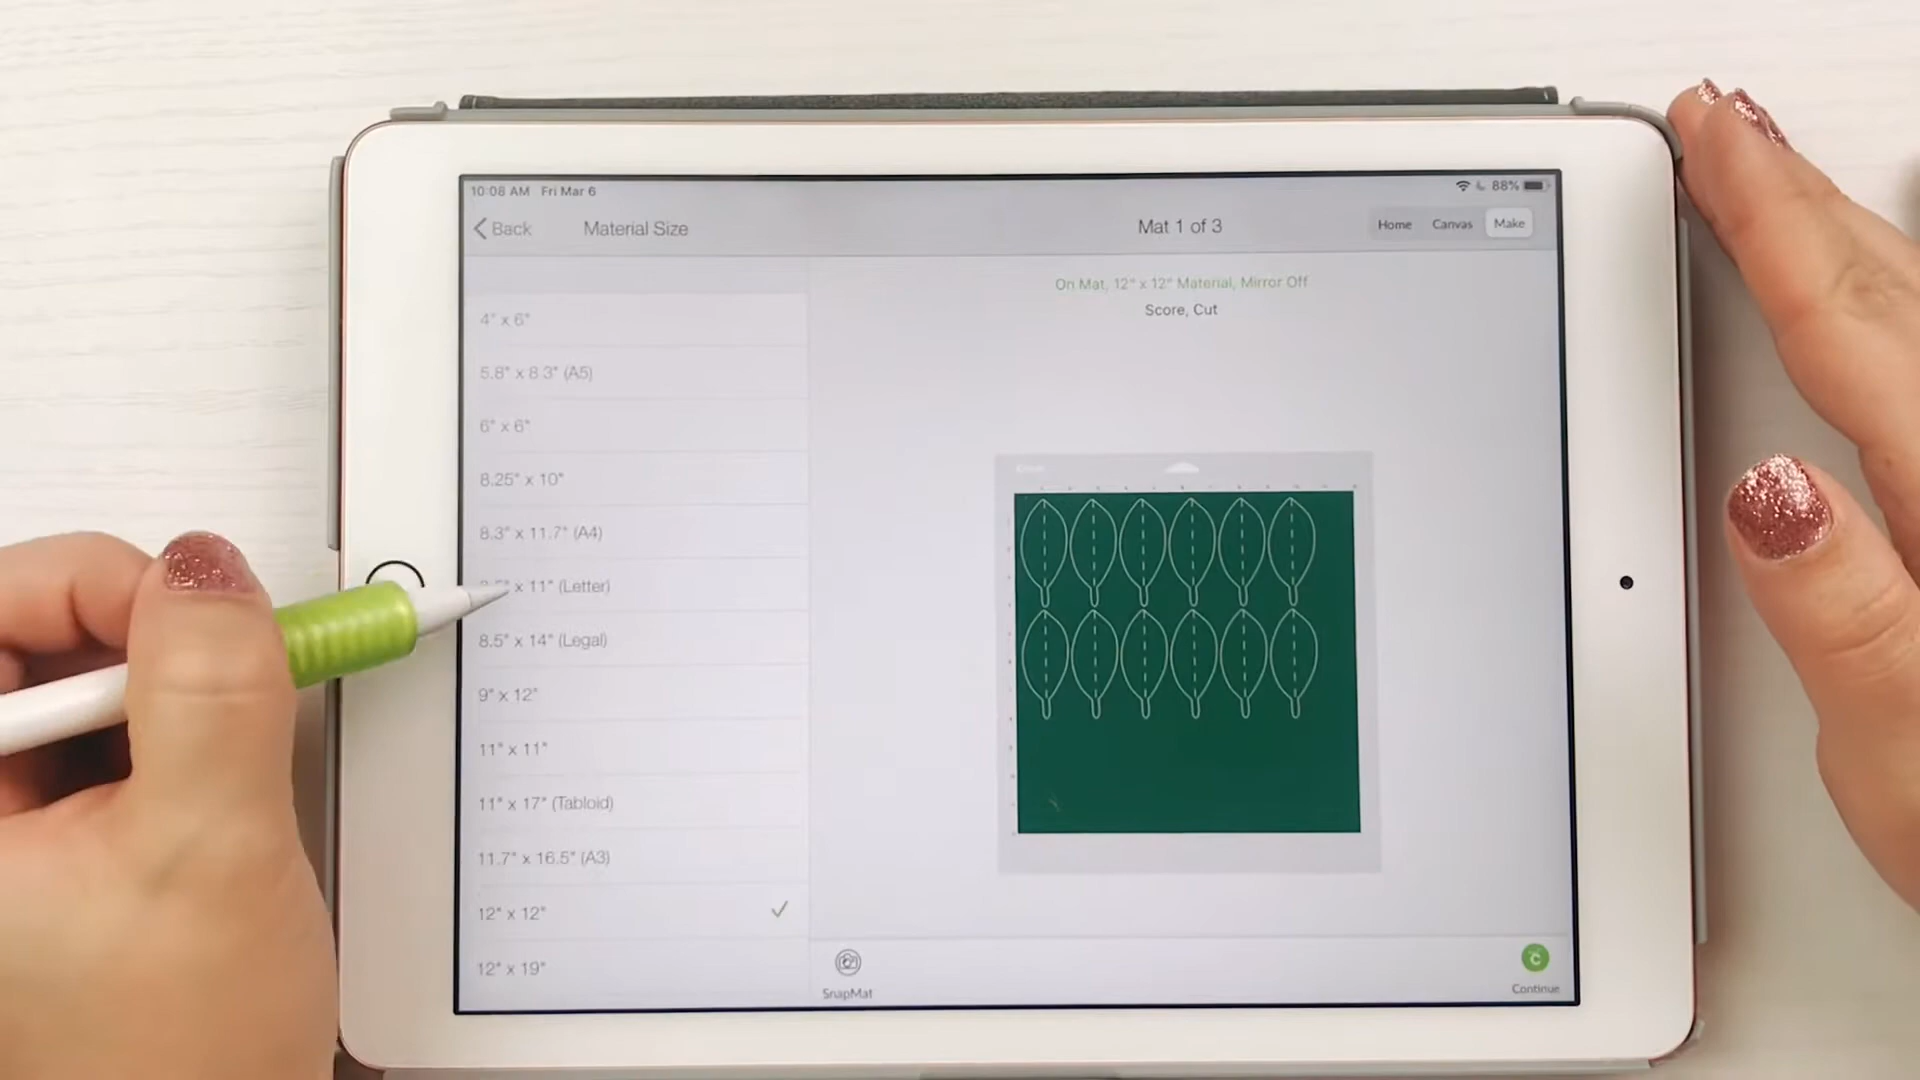 10:08 AM Fri Mar 6
88%
Back
Material Size
Mat 1 of 3
Home
Canvas
Make
On Mat, 12" x 12" Material, Mirror Off
Score, Cut
4" x 6"
5.8" x 8.3" (A5)
6" x 6"
8.25" x 10"
8.3" x 11.7" (A4)
x 11" (Letter)
8.5" x 14" (Legal)
9" x 12"
11" x 11"
11" x 17" (Tabloid)
11.7" x 16.5" (A3)
12" x 12"
12" x 19"
SnapMat
Continue